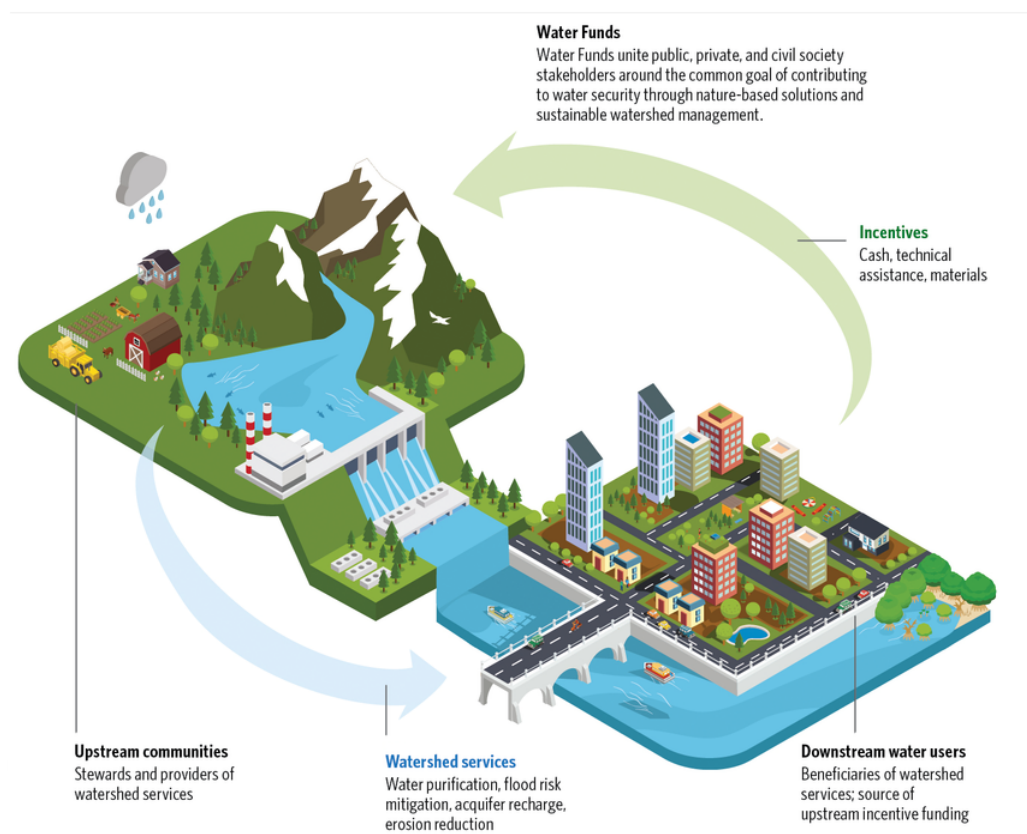 Water Funds
Water Funds unite public, private, and civil society
stakeholders around the common goal of contributing
to water security through nature-based solutions and
sustainable watershed management.
Incentives
Cash, technical
assistance, materials
Upstream communities
Stewards and providers of
watershed services
Watershed services
Water purification, flood risk
mitigation, acquifer recharge,
erosion reduction
Downstream water users
Beneficiaries of watershed
services; source of
upstream incentive funding